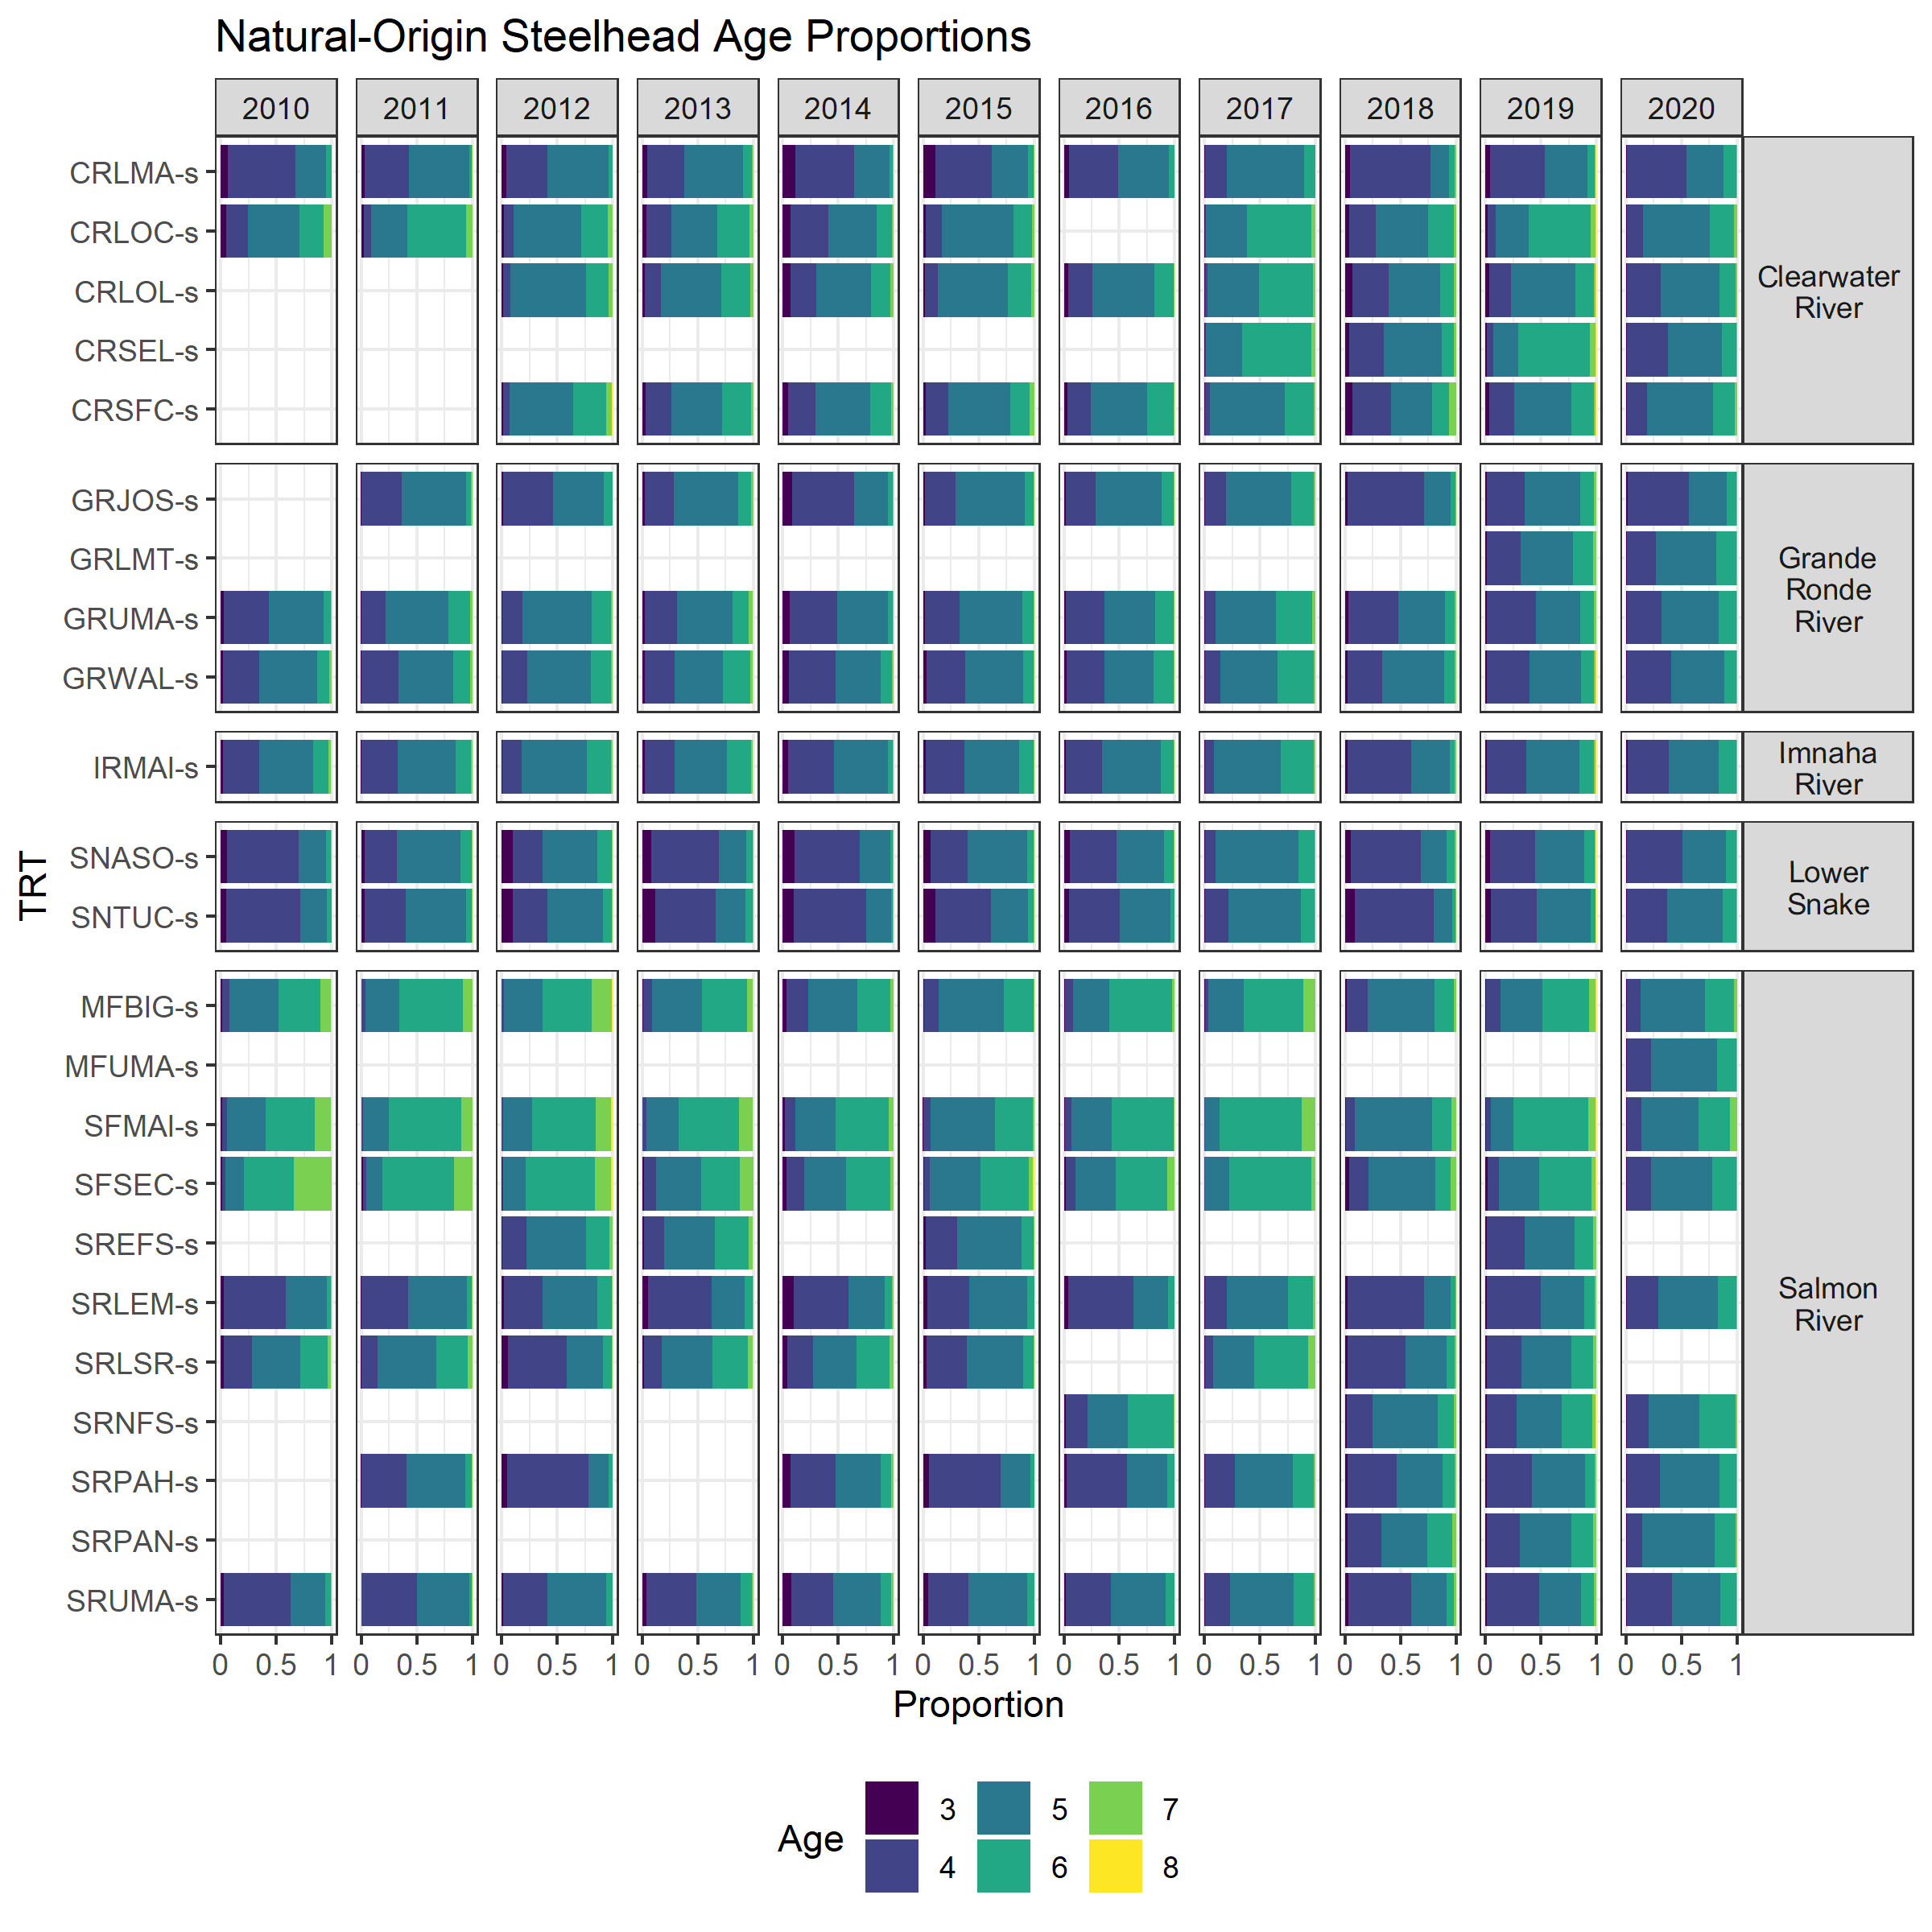 Natural-Origin Steelhead Age Proportions
2010 2011 2012 2013 2014 2015 2016 2017 2018 2019 2020
CRLMA-s
CRLOC-s
CRLOL-s
CRSEL-s
CRSFC-s
Clearwater
River
GRJOS-s
GRLMT-s
GRUMA-s
GRWAL-s
Grande
Ronde
River
IRMAI-s
Imnaha
River
SNASO-s
SNTUC-s
Lower
Snake
TRT
MFBIG-s
MFUMA-s
SFMAI-s
SFSEC-s
SREFS-s
SRLEM-s
SRLSR-s
SRNFS-s
SRPAH-s
SRPAN-s
SRUMA-s
Salmon
River
0 0.5 1 0 0.5 1 0 0.5 1 0 0.5 1 0 0.5 1 0 0.5 1 0 0.5 1 0 0.5 1 0 0.5 1 0 0.5 1 0 0.5 1
Proportion
Age
3 5 7
4 6 8